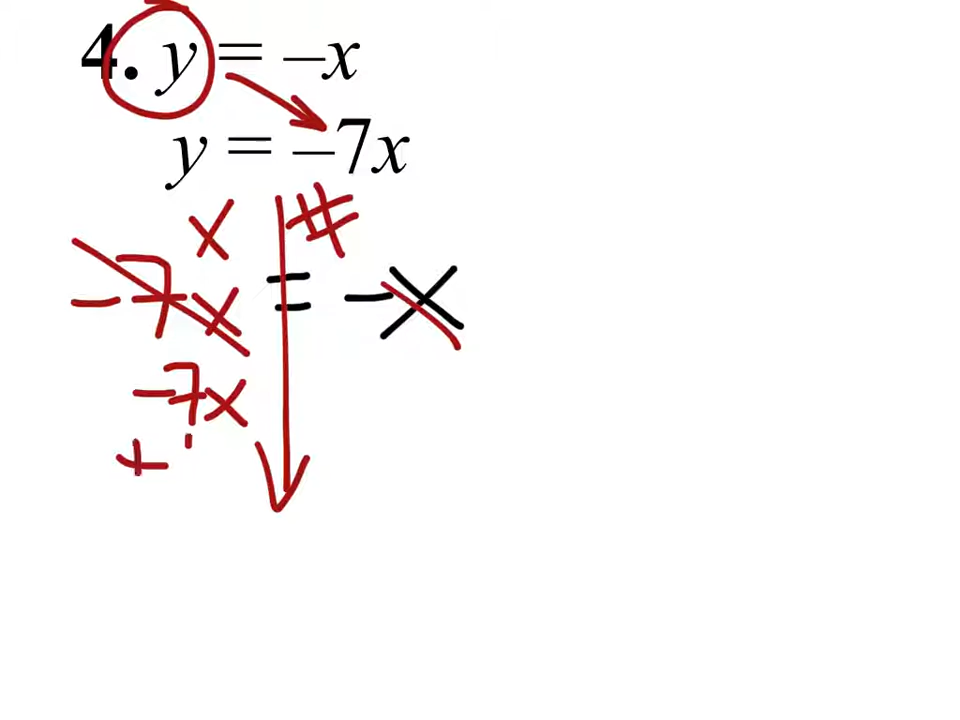 4. y = –x
y = –7x
x #
–7x = –x
–7x
+